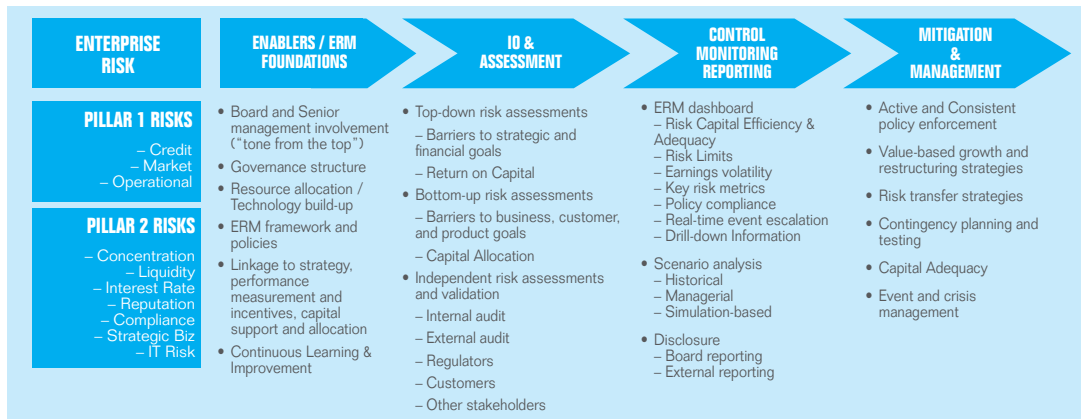 ENTERPRISE
RISK
PILLAR 1 RISKS
– Credit
– Market
– Operational
PILLAR 2 RISKS
– Concentration
– Liquidity
– Interest Rate
– Reputation
– Compliance
– Strategic Biz
– IT Risk
ENABLERS / ERM
FOUNDATIONS
• Board and Senior
management involvement
(“tone from the top”)
• Governance structure
• Resource allocation /
Technology build-up
• ERM framework and
policies
• Linkage to strategy,
performance
measurement and
incentives, capital
support and allocation
• Continuous Learning &
Improvement
IO &
ASSESSMENT
• Top-down risk assessments
– Barriers to strategic and
financial goals
– Return on Capital
• Bottom-up risk assessments
– Barriers to business, customer,
and product goals
– Capital Allocation
• Independent risk assessments
and validation
– Internal audit
– External audit
– Regulators
– Customers
– Other stakeholders
CONTROL
MONITORING
REPORTING
• ERM dashboard
– Risk Capital Efficiency &
Adequacy
– Risk Limits
– Earnings volatility
– Key risk metrics
– Policy compliance
– Real-time event escalation
– Drill-down Information
• Scenario analysis
– Historical
– Managerial
– Simulation-based
• Disclosure
– Board reporting
– External reporting
MITIGATION
&
MANAGEMENT
• Active and Consistent
policy enforcement
• Value-based growth and
restructuring strategies
• Risk transfer strategies
• Contingency planning and
testing
• Capital Adequacy
• Event and crisis
management